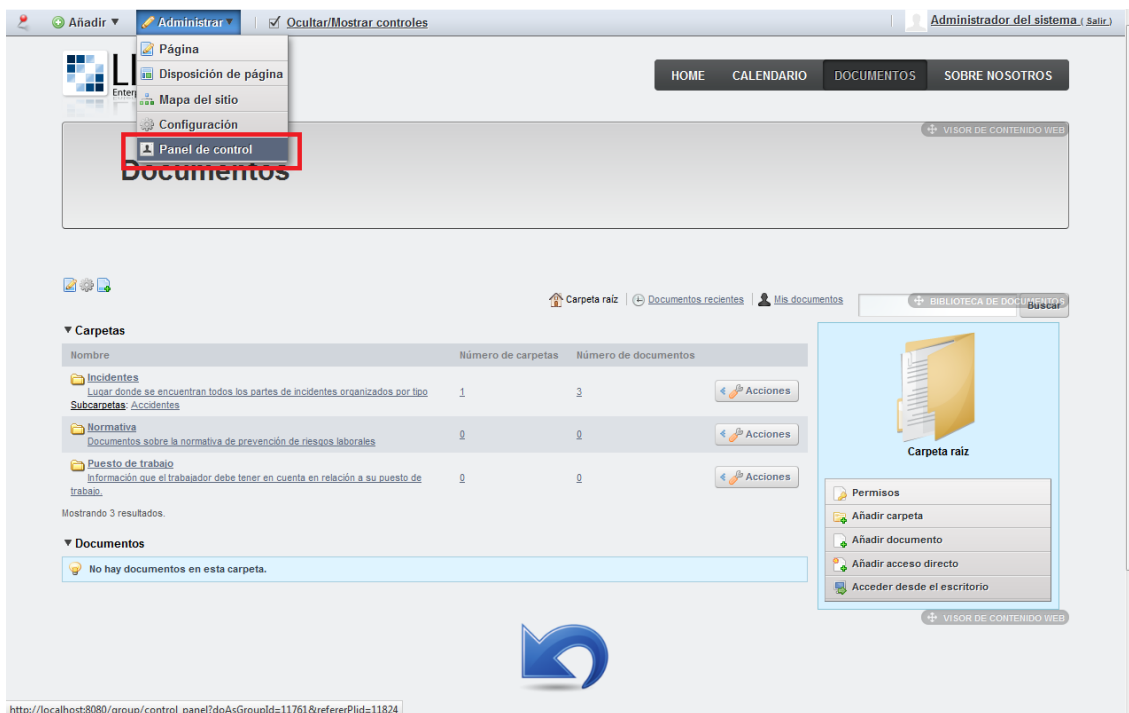 Añadir ▼ Administrar ▼ Ocultar/Mostrar controles Administrador del sistema ( Salir )
Página
Disposición de página
Mapa del sitio
Configuración
Panel de control
HOME CALENDARIO DOCUMENTOS SOBRE NOSOTROS
VISOR DE CONTENIDO WEB
Documentos
Carpeta raíz Documentos recientes Mis documentos
BIBLIOTECA DE DOCUMENTOS
Buscar
▼ Carpetas
Nombre Número de carpetas Número de documentos
Incidentes
Lugar donde se encuentran todos los partes de incidentes organizados por tipo 1 3 Acciones
Subcarpetas: Accidentes
Normativa
Documentos sobre la normativa de prevención de riesgos laborales 0 0 Acciones
Puesto de trabajo
Información que el trabajador debe tener en cuenta en relación a su puesto de 0 0 Acciones
trabajo.
Mostrando 3 resultados.
▼ Documentos
No hay documentos en esta carpeta.
Carpeta raiz
Permisos
Añadir carpeta
Añadir documento
Añadir acceso directo
Acceder desde el escritorio
VISOR DE CONTENIDO WEB
http://localhost:8080/group/control_panel?doAsGroupId=11761&refererPlid=11824